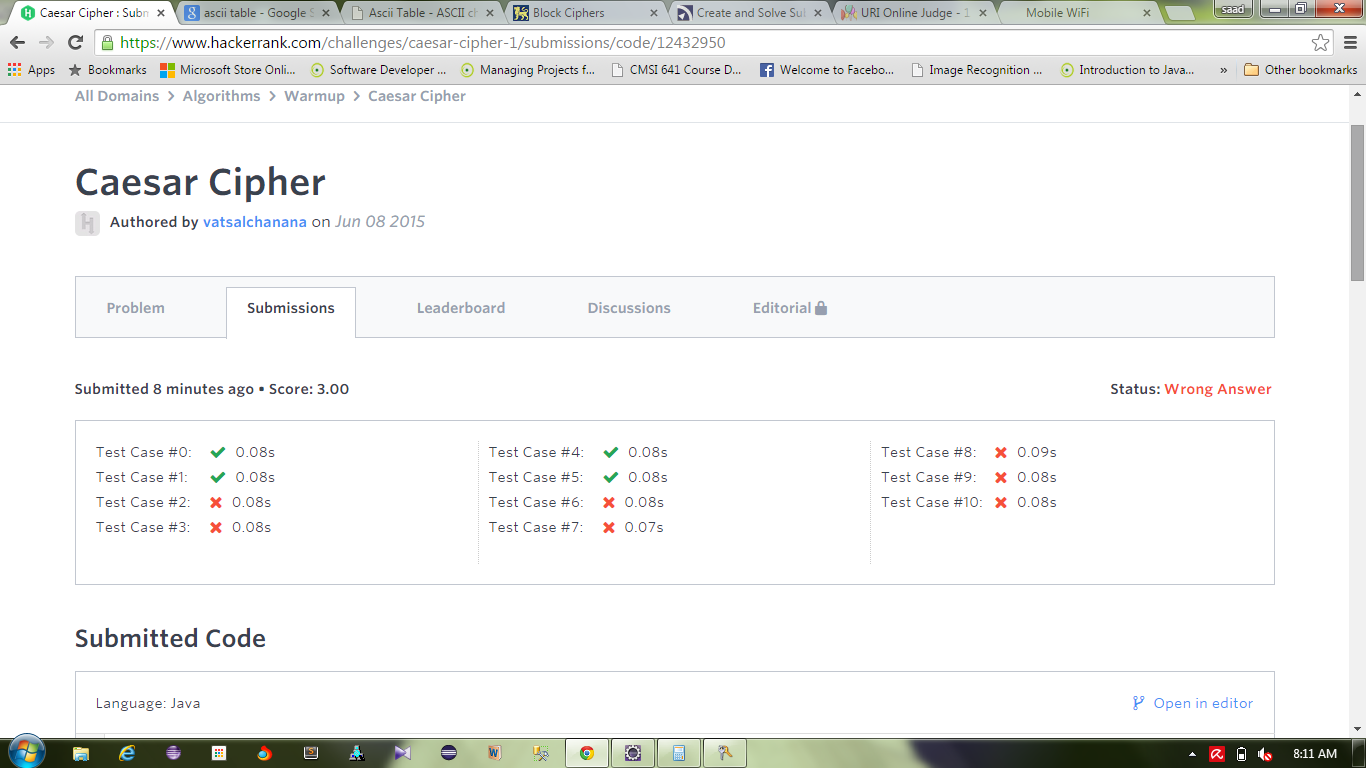 Caesar Cipher : Subm
ascii table - Google S
Ascii Table - ASCII ch
Block Ciphers
Create and Solve Sub
URI Online Judge - 1
Mobile WiFi
saad
https://www.hackerrank.com/challenges/caesar-cipher-1/submissions/code/12432950
Apps
Bookmarks
Microsoft Store Onli...
Software Developer ...
Managing Projects f...
CMSI 641 Course D...
Welcome to Facebo...
Image Recognition ...
Introduction to Java...
»
Other bookmarks
All Domains > Algorithms > Warmup > Caesar Cipher
Caesar Cipher
Authored by vatsalchanana on Jun 08 2015
Problem
Submissions
Leaderboard
Discussions
Editorial
Submitted 8 minutes ago • Score: 3.00
Status: Wrong Answer
Test Case #0: 0.08s
Test Case #1: 0.08s
Test Case #2: 0.08s
Test Case #3: 0.08s
Test Case #4: 0.08s
Test Case #5: 0.08s
Test Case #6: 0.08s
Test Case #7: 0.07s
Test Case #8: 0.09s
Test Case #9: 0.08s
Test Case #10: 0.08s
Submitted Code
Language: Java
Open in editor
8:11 AM